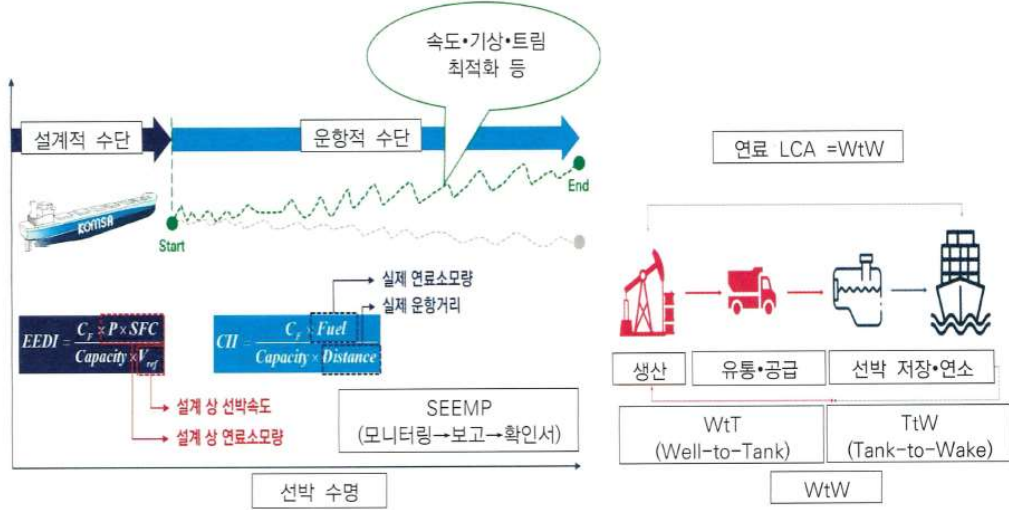 속도•기상•트림
최적화 등
설계적 수단
운항적 수단
KOMSA
Start
End
실제 연료소모량
실제 운항거리
EEDI = C_F × P × SFC / Capacity × V_ref
CII = C_F × Fuel / Capacity × Distance
설계 상 선박속도
설계 상 연료소모량
SEEMP
(모니터링→보고→확인서)
선박 수명
연료 LCA =WtW
생산
유통•공급
선박 저장•연소
WtT
(Well-to-Tank)
TtW
(Tank-to-Wake)
WtW